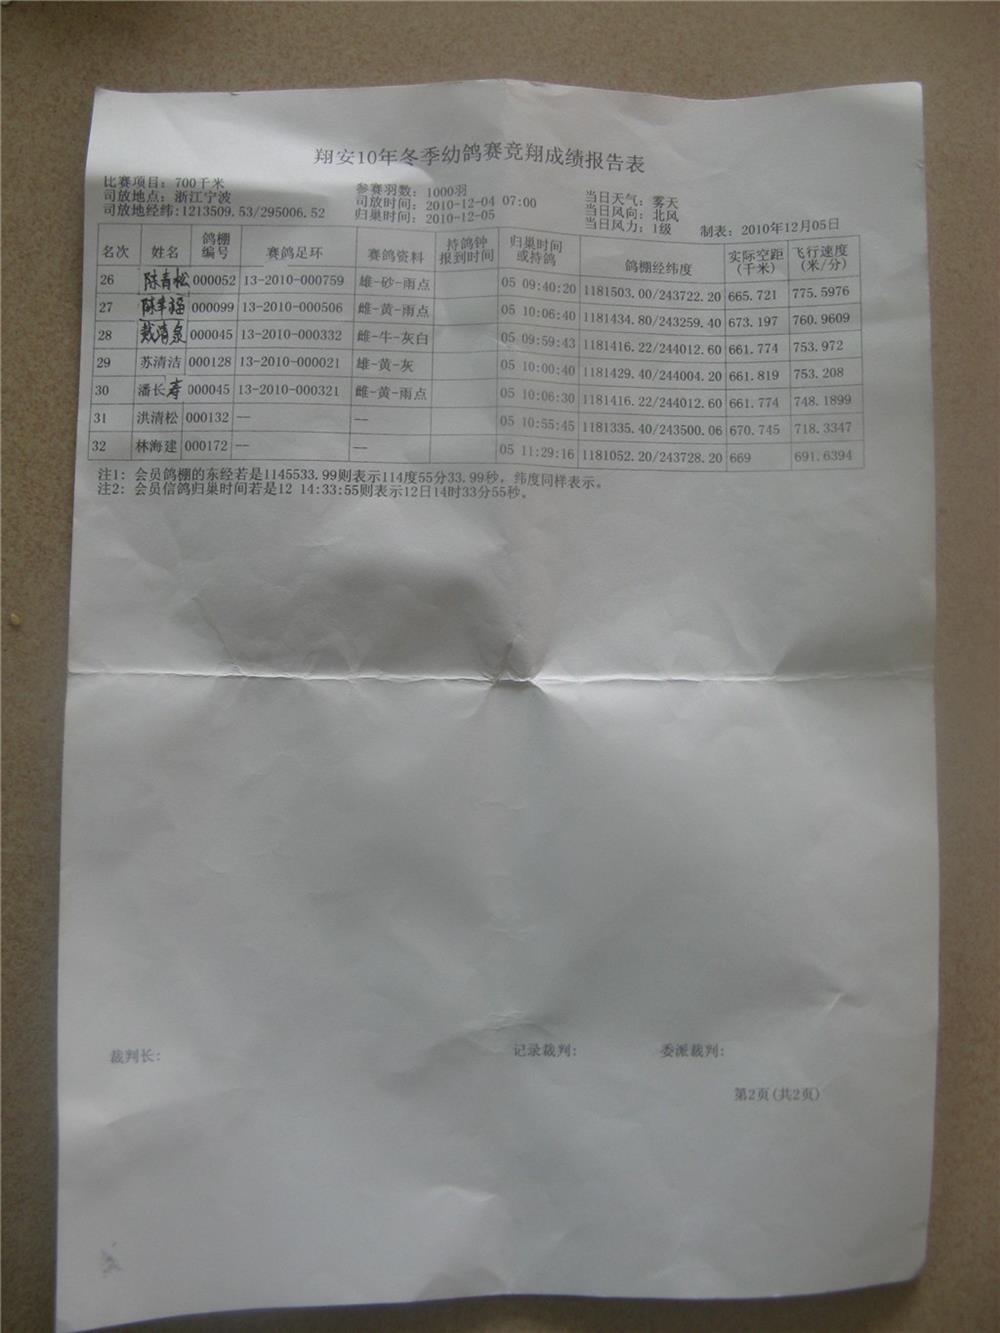 翔安10年冬季幼鸽赛竞翔成绩报告表
比赛项目: 700千米 参赛羽数: 1000羽 当日天气: 雾天
司放地点: 浙江宁波 司放时间: 2010-12-04 07:00 当日风向: 北风
司放地经纬:1213509.53/295006.52 归巢时间: 2010-12-05 当日风力: 1级 制表: 2010年12月05日
名次 姓名 鸽棚编号 赛鸽足环 赛鸽资料 持鸽钟报到时间 归巢时间或持鸽 鸽棚经纬度 实际空距(千米) 飞行速度(米/分)
26 陈青松 000052 13-2010-000759 雄-砂-雨点 05 09:40:20 1181503.00/243722.20 665.721 775.5976
27 陈丰福 000099 13-2010-000506 雌-黄-雨点 05 10:06:40 1181434.80/243259.40 673.197 760.9609
28 戴清泉 000045 13-2010-000332 雌-牛-灰白 05 09:59:43 1181416.22/244012.60 661.774 753.972
29 苏清洁 000128 13-2010-000021 雌-黄-灰 05 10:00:40 1181429.40/244004.20 661.819 753.208
30 潘长寿 000045 13-2010-000321 雌-黄-雨点 05 10:06:30 1181416.22/244012.60 661.774 748.1899
31 洪清松 000132 -- -- 05 10:55:45 1181335.40/243500.06 670.745 718.3347
32 林海建 000172 -- -- 05 11:29:16 1181052.20/243728.20 669 691.6394
注1: 会员鸽棚的东经若是1145533.99则表示114度55分33.99秒，纬度同样表示。
注2: 会员信鸽归巢时间若是12 14:33:55则表示12日14时33分55秒。
裁判长: 记录裁判: 委派裁判:
第2页(共2页)